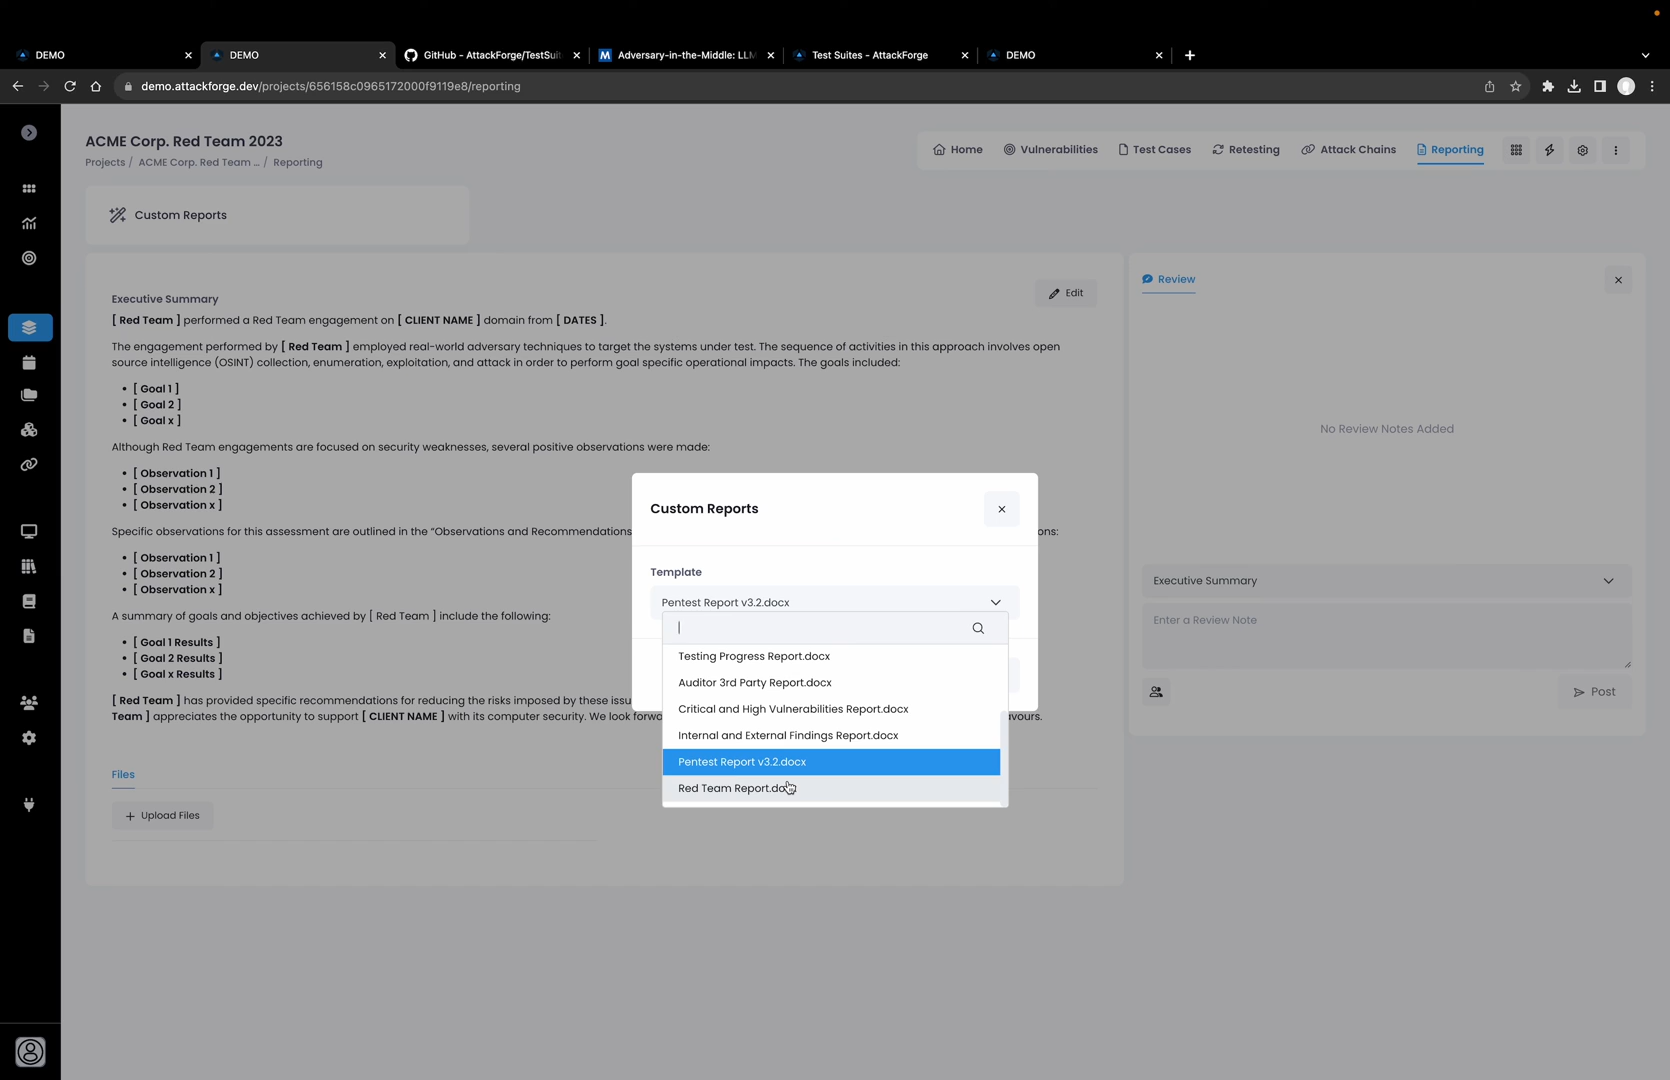 DEMO
DEMO
GitHub - AttackForge/TestSuit
Adversary-in-the-Middle: LLM
Test Suites - AttackForge
DEMO
demo.attackforge.dev/projects/656158c0965172000f9119e8/reporting
ACME Corp. Red Team 2023
Projects / ACME Corp. Red Team ... / Reporting
Home
Vulnerabilities
Test Cases
Retesting
Attack Chains
Reporting
Custom Reports
Executive Summary
Edit
[ Red Team ] performed a Red Team engagement on [ CLIENT NAME ] domain from [ DATES ].
The engagement performed by [ Red Team ] employed real-world adversary techniques to target the systems under test. The sequence of activities in this approach involves open
source intelligence (OSINT) collection, enumeration, exploitation, and attack in order to perform goal specific operational impacts. The goals included:
• [ Goal 1 ]
• [ Goal 2 ]
• [ Goal x ]
Although Red Team engagements are focused on security weaknesses, several positive observations were made:
• [ Observation 1 ]
• [ Observation 2 ]
• [ Observation x ]
Specific observations for this assessment are outlined in the “Observations and Recommendations ons:
• [ Observation 1 ]
• [ Observation 2 ]
• [ Observation x ]
A summary of goals and objectives achieved by [ Red Team ] include the following:
• [ Goal 1 Results ]
• [ Goal 2 Results ]
• [ Goal x Results ]
[ Red Team ] has provided specific recommendations for reducing the risks imposed by these issu
Team ] appreciates the opportunity to support [ CLIENT NAME ] with its computer security. We look forwa vours.
Files
+ Upload Files
Custom Reports
Template
Pentest Report v3.2.docx
Testing Progress Report.docx
Auditor 3rd Party Report.docx
Critical and High Vulnerabilities Report.docx
Internal and External Findings Report.docx
Pentest Report v3.2.docx
Red Team Report.do
Review
No Review Notes Added
Executive Summary
Enter a Review Note
Post